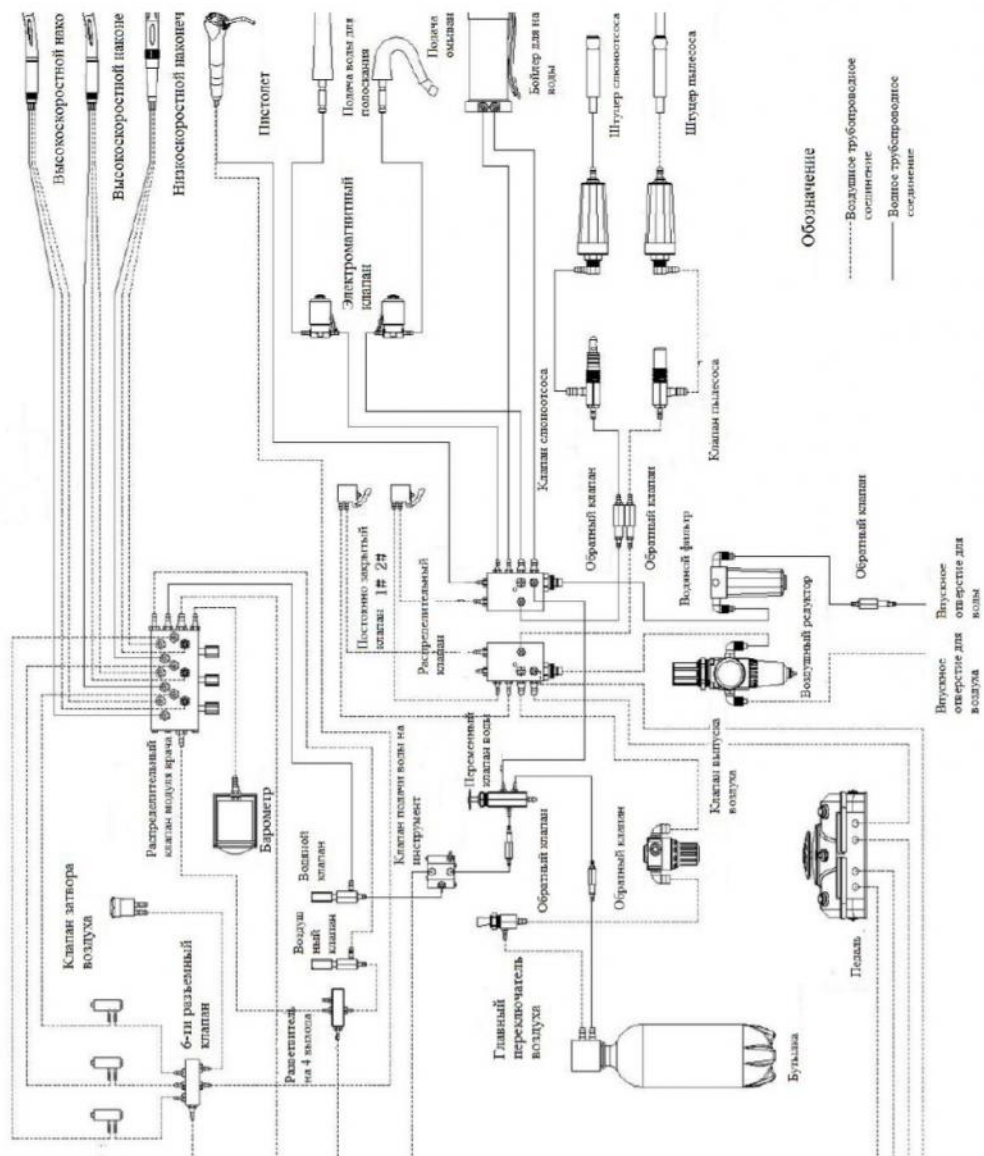 Высокоскоростной нако
Высокоскоростной наконе
Низкоскоростной наконеч
Пистолет
Подача воды для
полоскания
Подача
омыван
Бойлер для на
воды
Штуцер слюноотсоса
Штуцер пылесоса
Обозначение
Воздушное трубопроводное
соединение
Водное трубопроводное
соединение
Электромагнитный
клапан
Клапан слюноотсоса
Клапан пылесоса
Постоянно закрытый
клапан 1# 2#
Распределительный
клапан
Обратный клапан
Обратный клапан
Водяной фильтр
Обратный клапан
Впускное
отверстие для
воды
Воздушный редуктор
Впускное
отверстие для
воздуха
Распределительный
клапан модуля врача
Барометр
Клапан подачи воды на
инструмент
Переменный
клапан воды
Клапан выпуска
воздуха
Клапан затвора
воздуха
Водяной
клапан
Воздуш
ный
клапан
Обратный клапан
Обратный клапан
Педаль
6-ти разъемный
клапан
Разветвитель
на 4 выхода
Главный
переключатель
воздуха
Бутылка